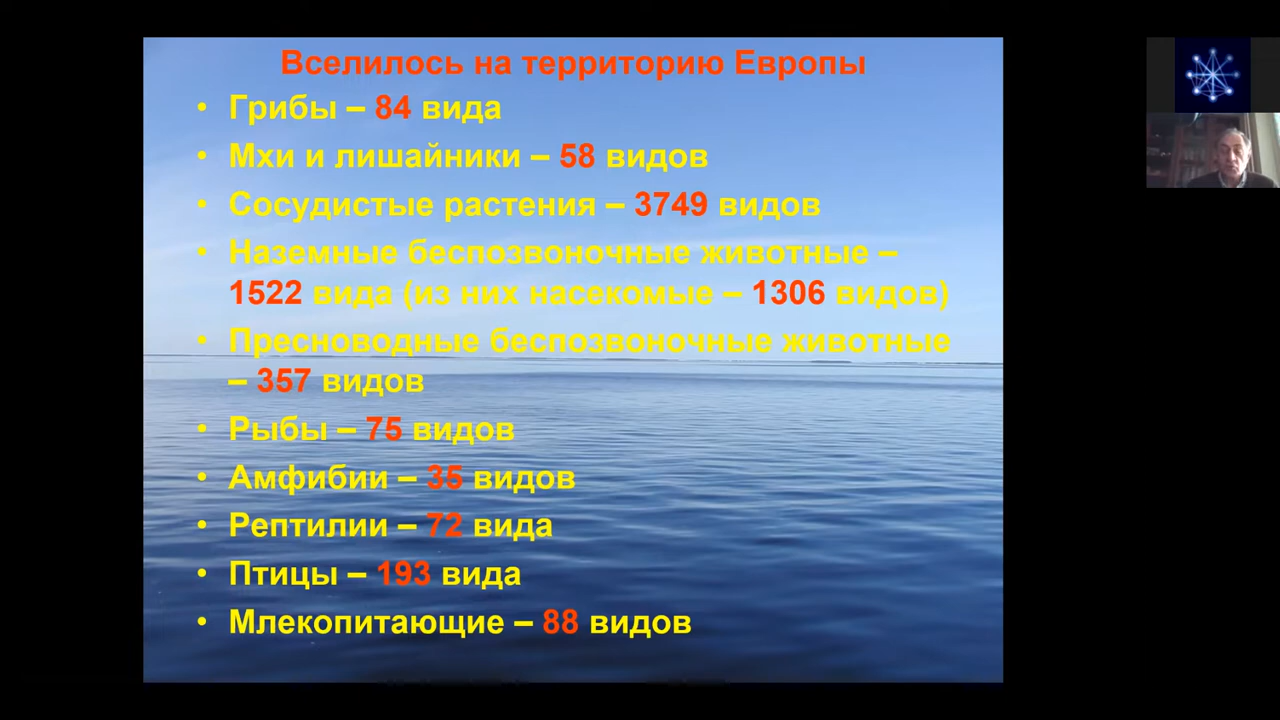 Вселилось на территорию Европы
• Грибы – 84 вида
• Мхи и лишайники – 58 видов
• Сосудистые растения – 3749 видов
• Наземные беспозвоночные животные –
1522 вида (из них насекомые – 1306 видов)
• Пресноводные беспозвоночные животные
– 357 видов
• Рыбы – 75 видов
• Амфибии – 35 видов
• Рептилии – 72 вида
• Птицы – 193 вида
• Млекопитающие – 88 видов